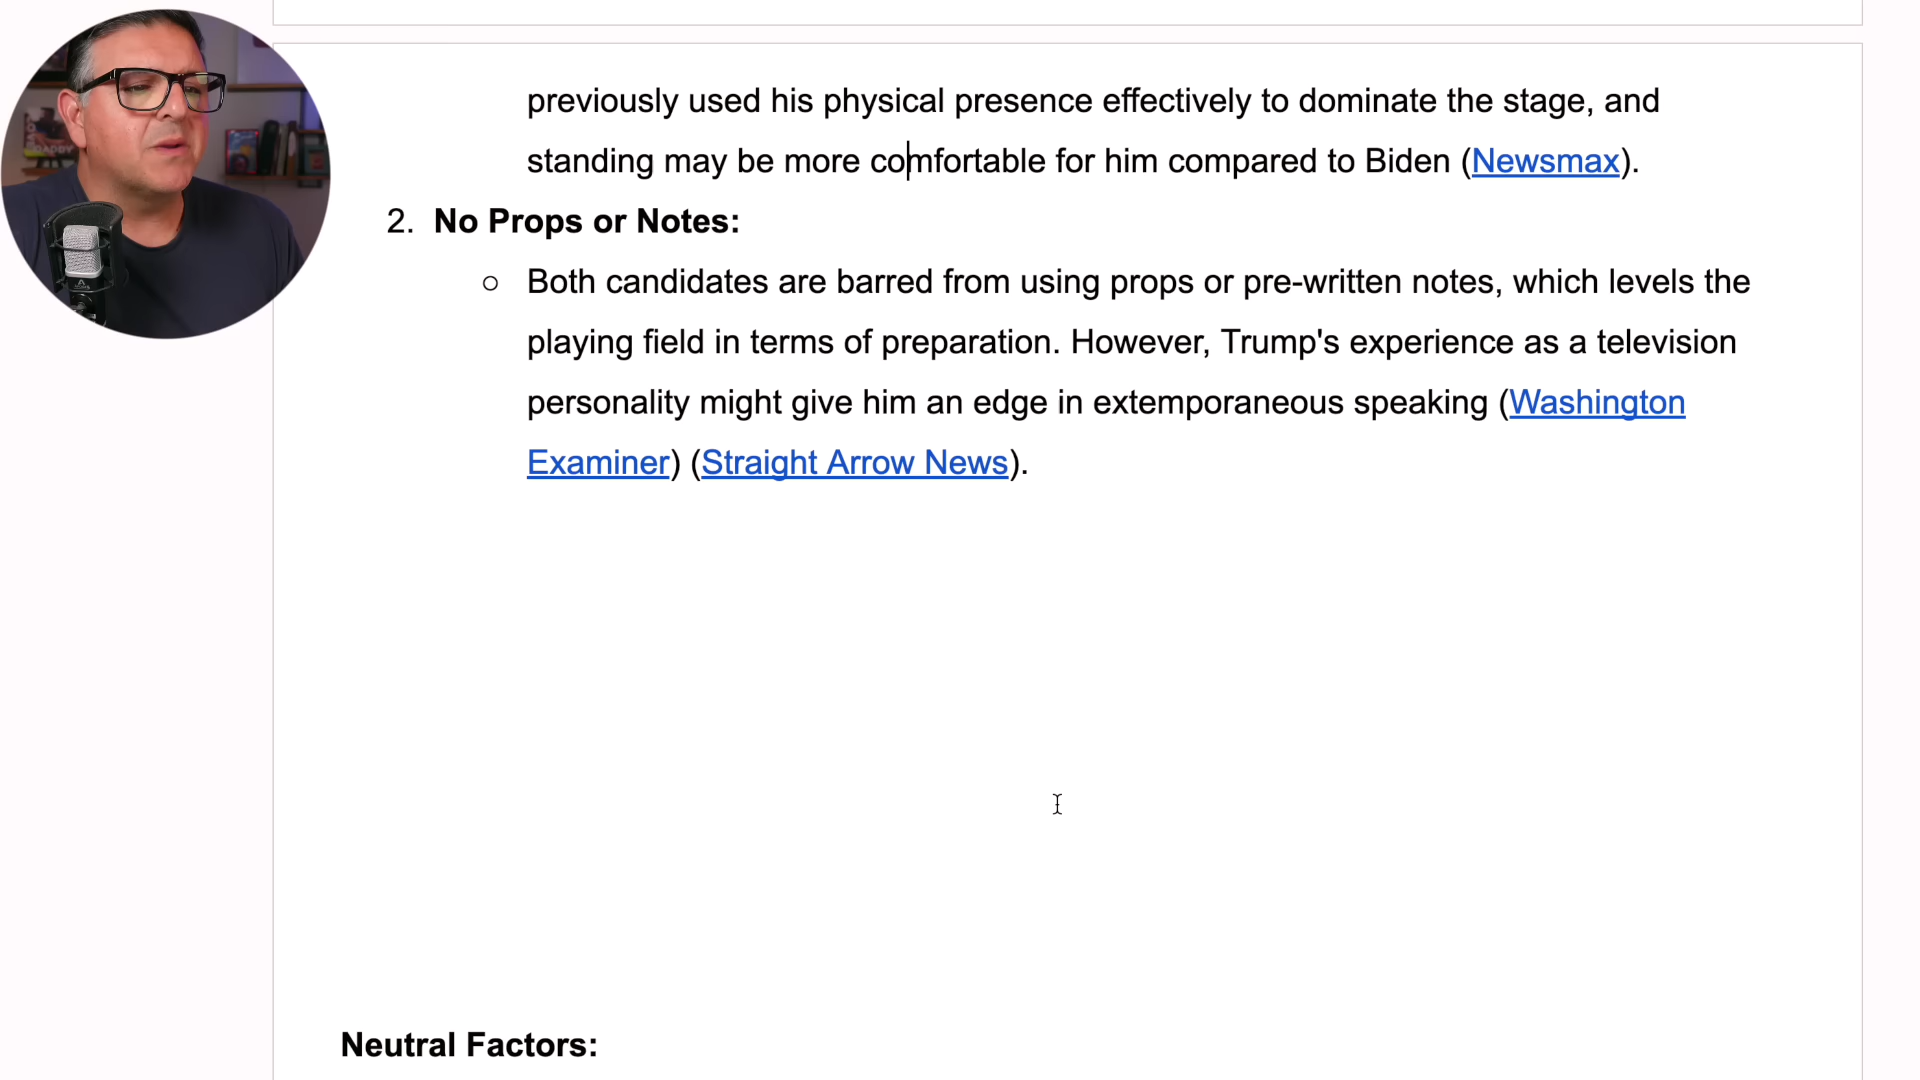 previously used his physical presence effectively to dominate the stage, and
standing may be more comfortable for him compared to Biden (Newsmax).
2. No Props or Notes:
○ Both candidates are barred from using props or pre-written notes, which levels the
playing field in terms of preparation. However, Trump's experience as a television
personality might give him an edge in extemporaneous speaking (Washington
Examiner) (Straight Arrow News).
Neutral Factors: